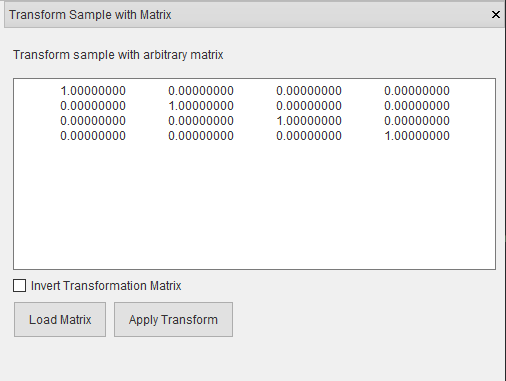 Transform Sample with Matrix ×
Transform sample with arbitrary matrix
1.00000000 0.00000000 0.00000000 0.00000000
0.00000000 1.00000000 0.00000000 0.00000000
0.00000000 0.00000000 1.00000000 0.00000000
0.00000000 0.00000000 0.00000000 1.00000000
Invert Transformation Matrix
Load Matrix Apply Transform